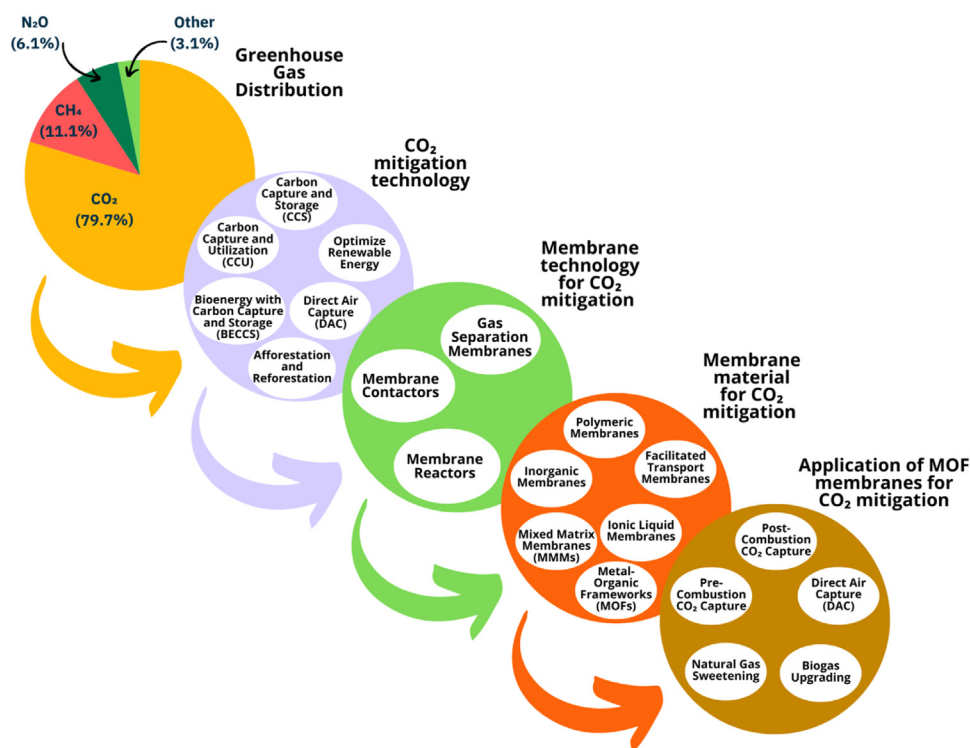 N₂O
(6.1%)
Other
(3.1%)
Greenhouse
Gas
Distribution
CH₄
(11.1%)
CO₂
(79.7%)
CO₂
mitigation
technology
Carbon
Capture and
Storage
(CCS)
Carbon
Capture and
Utilization
(CCU)
Optimize
Renewable
Energy
Bioenergy with
Carbon Capture
and Storage
(BECCS)
Direct Air
Capture
(DAC)
Afforestation
and
Reforestation
Membrane
technology
for CO₂
mitigation
Gas
Separation
Membranes
Membrane
Contactors
Membrane
Reactors
Membrane
material
for CO₂
mitigation
Polymeric
Membranes
Inorganic
Membranes
Facilitated
Transport
Membranes
Mixed Matrix
Membranes
(MMMs)
Ionic Liquid
Membranes
Metal-
Organic
Frameworks
(MOFs)
Application of MOF
membranes for
CO₂ mitigation
Post-
Combustion
CO₂ Capture
Pre-
Combustion
CO₂ Capture
Direct Air
Capture
(DAC)
Natural Gas
Sweetening
Biogas
Upgrading